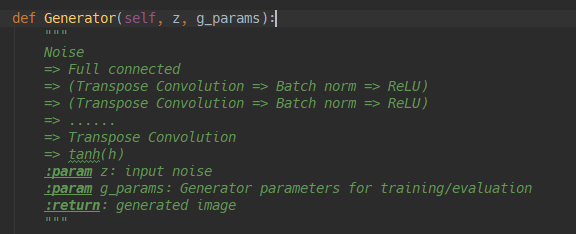 def Generator(self, z, g_params):
"""
Noise
=> Full connected
=> (Transpose Convolution => Batch norm => ReLU)
=> (Transpose Convolution => Batch norm => ReLU)
=> ......
=> Transpose Convolution
=> tanh(h)
:param z: input noise
:param g_params: Generator parameters for training/evaluation
:return: generated image
"""